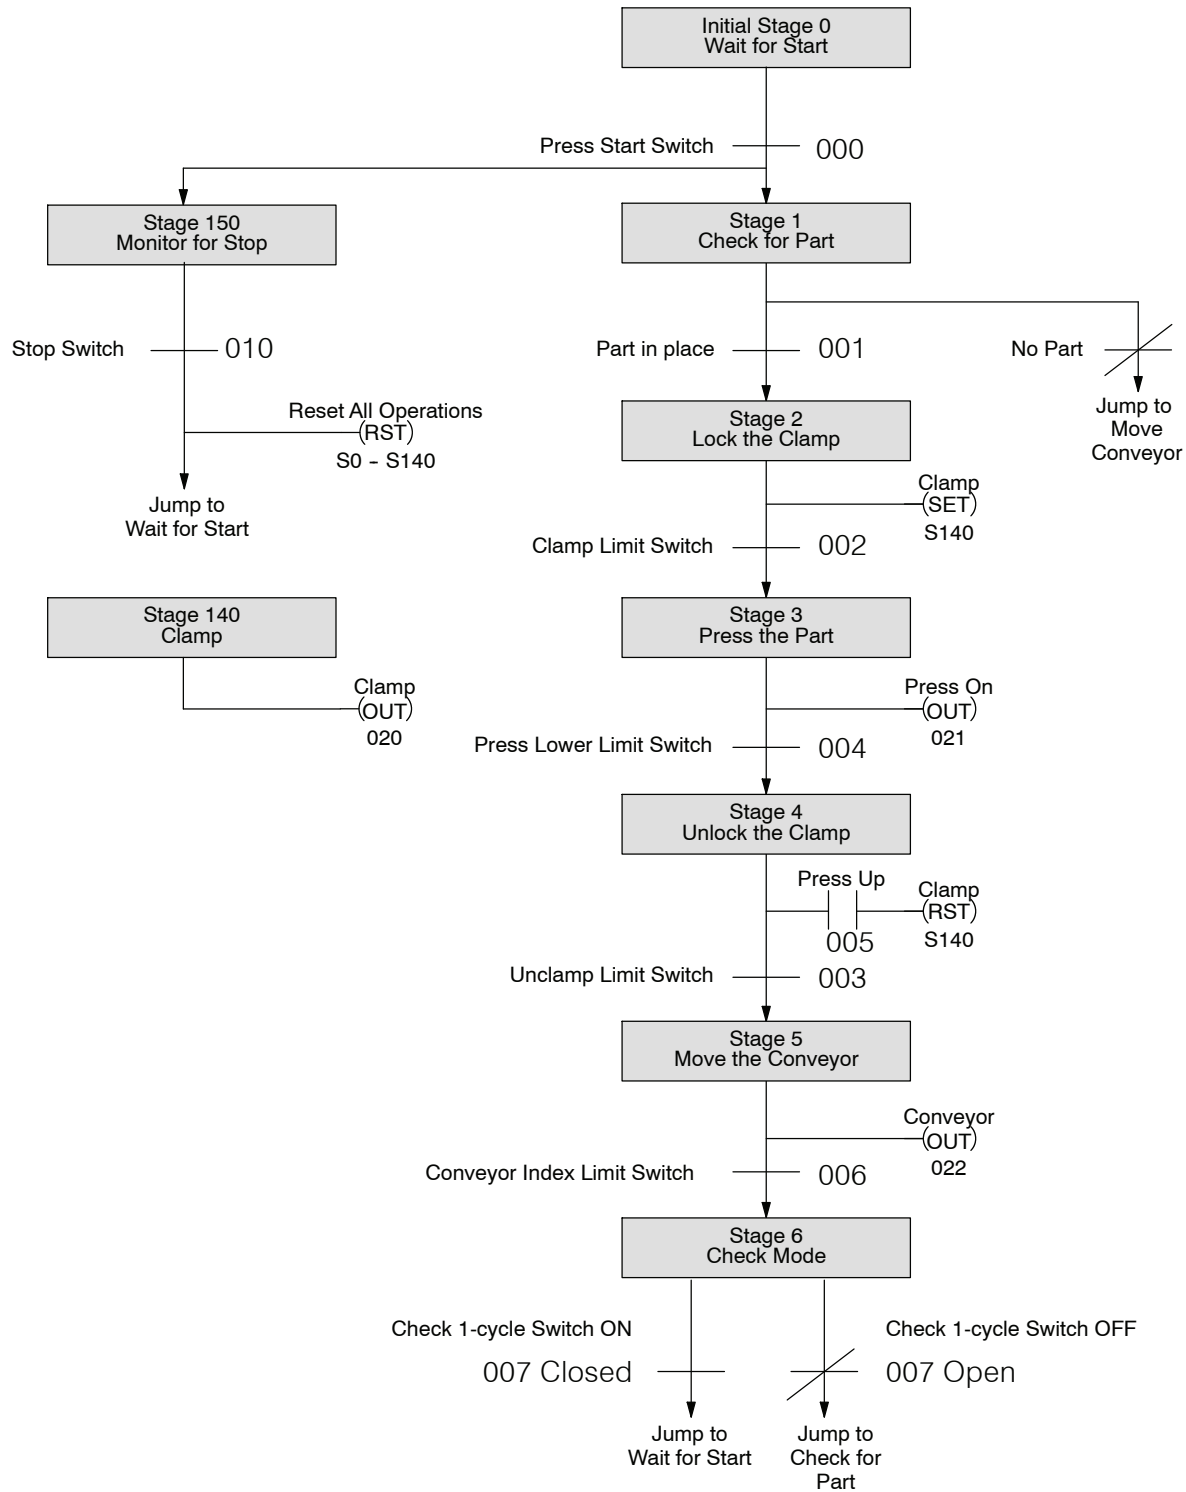 Initial Stage 0
Wait for Start
Press Start Switch
000
Stage 150
Monitor for Stop
Stage 1
Check for Part
Stop Switch
010
Part in place
001
No Part
Reset All Operations
(RST)
S0 - S140
Jump to
Wait for Start
Jump to
Move
Conveyor
Stage 2
Lock the Clamp
Clamp
(SET)
S140
Clamp Limit Switch
002
Stage 140
Clamp
Clamp
(OUT)
020
Stage 3
Press the Part
Press On
(OUT)
021
Press Lower Limit Switch
004
Stage 4
Unlock the Clamp
Press Up
005
Clamp
(RST)
S140
Unclamp Limit Switch
003
Stage 5
Move the Conveyor
Conveyor
(OUT)
022
Conveyor Index Limit Switch
006
Stage 6
Check Mode
Check 1-cycle Switch ON
007 Closed
Check 1-cycle Switch OFF
007 Open
Jump to
Wait for Start
Jump to
Check for
Part